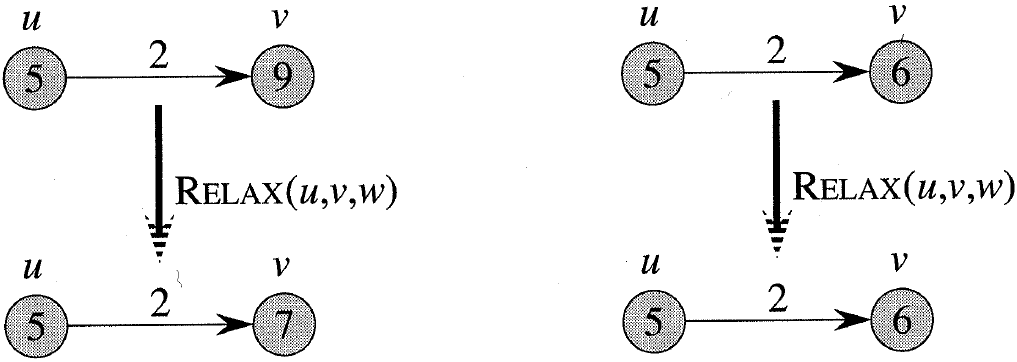 u v
5 2 9
RELAX(u,v,w)
u v
5 2 7
u v
5 2 6
RELAX(u,v,w)
u v
5 2 6